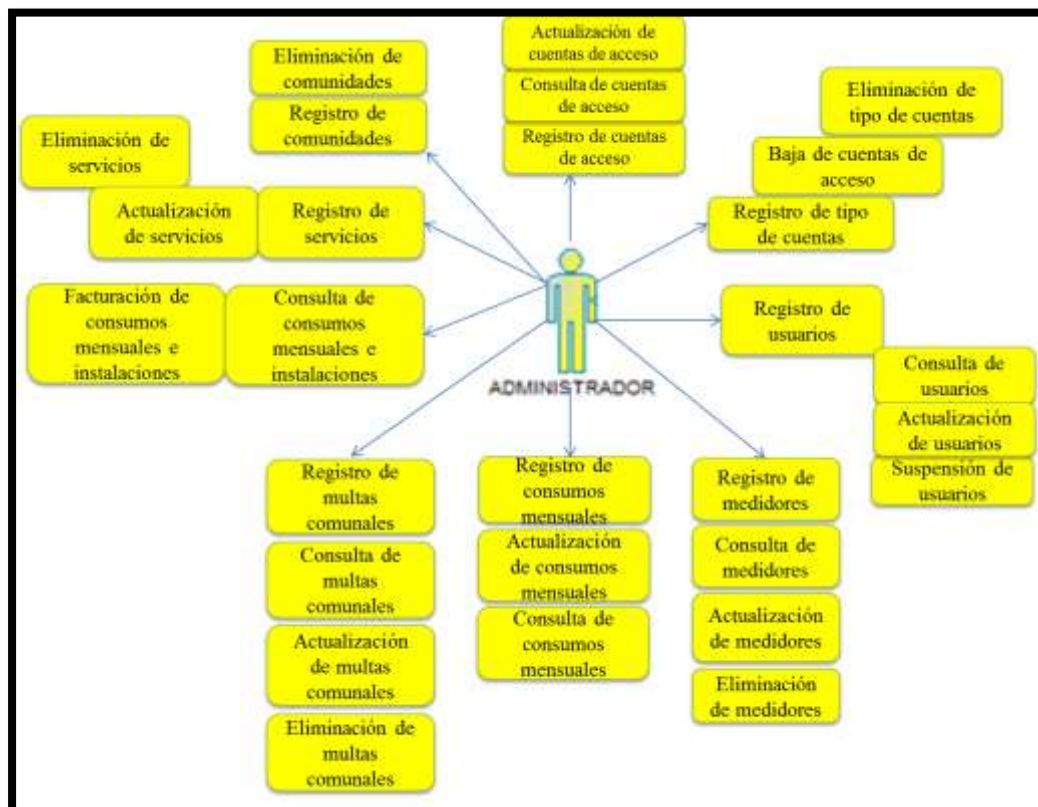 Eliminación de
comunidades
Registro de
comunidades
Actualización de
cuentas de acceso
Consulta de cuentas
de acceso
Registro de cuentas
de acceso
Eliminación de
tipo de cuentas
Baja de cuentas de
acceso
Registro de tipo
de cuentas
Eliminación de
servicios
Actualización
de servicios
Registro de
servicios
Facturación de
consumos
mensuales e
instalaciones
Consulta de
consumos
mensuales e
instalaciones
ADMINISTRADOR
Registro de
usuarios
Consulta de
usuarios
Actualización
de usuarios
Suspensión de
usuarios
Registro de
multas
comunales
Consulta de
multas
comunales
Actualización
de multas
comunales
Eliminación de
multas
comunales
Registro de
consumos
mensuales
Actualización
de consumos
mensuales
Consulta de
consumos
mensuales
Registro de
medidores
Consulta de
medidores
Actualización
de medidores
Eliminación
de medidores